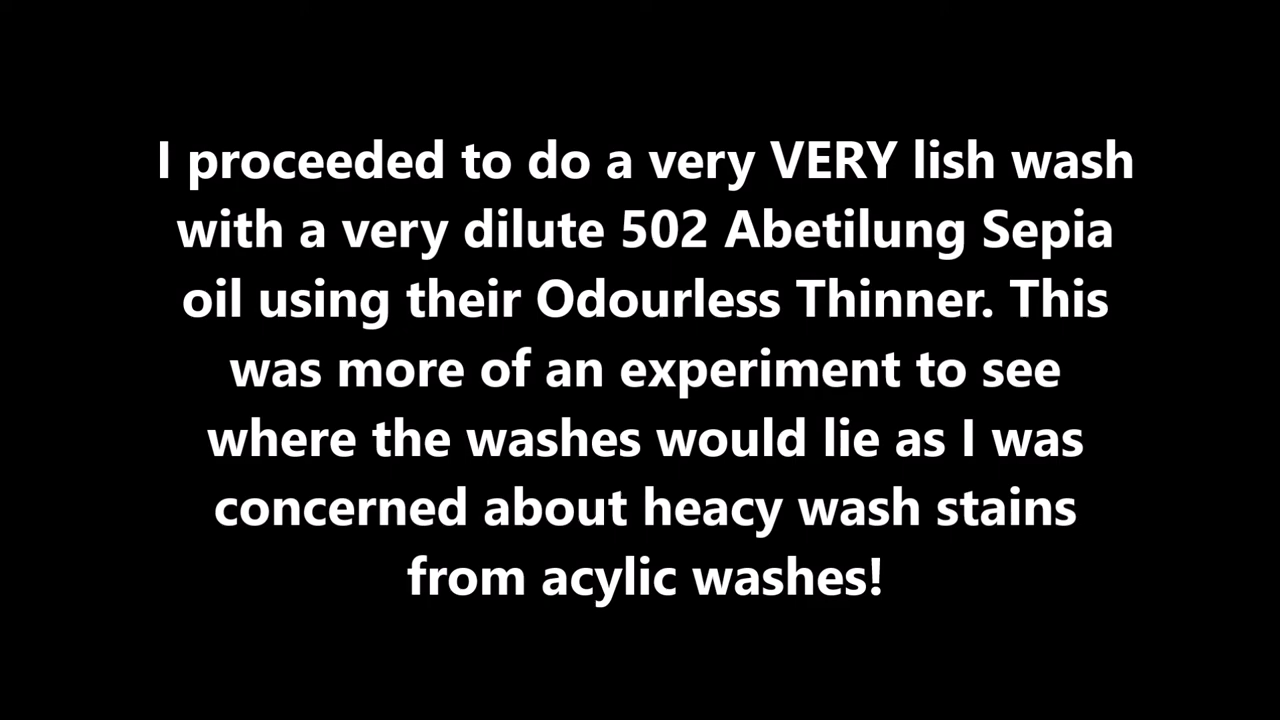 I proceeded to do a very VERY lish wash
with a very dilute 502 Abetilung Sepia
oil using their Odourless Thinner. This
was more of an experiment to see
where the washes would lie as I was
concerned about heacy wash stains
from acylic washes!